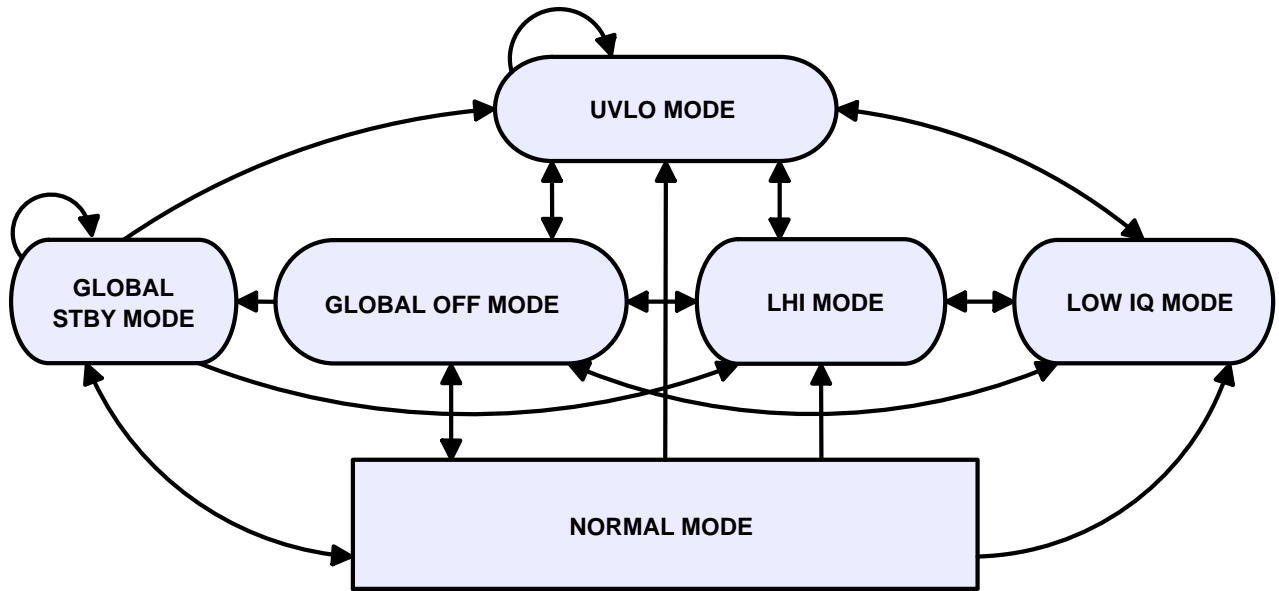 UVLO MODE
GLOBAL
STBY MODE
GLOBAL OFF MODE
LHI MODE
LOW IQ MODE
NORMAL MODE